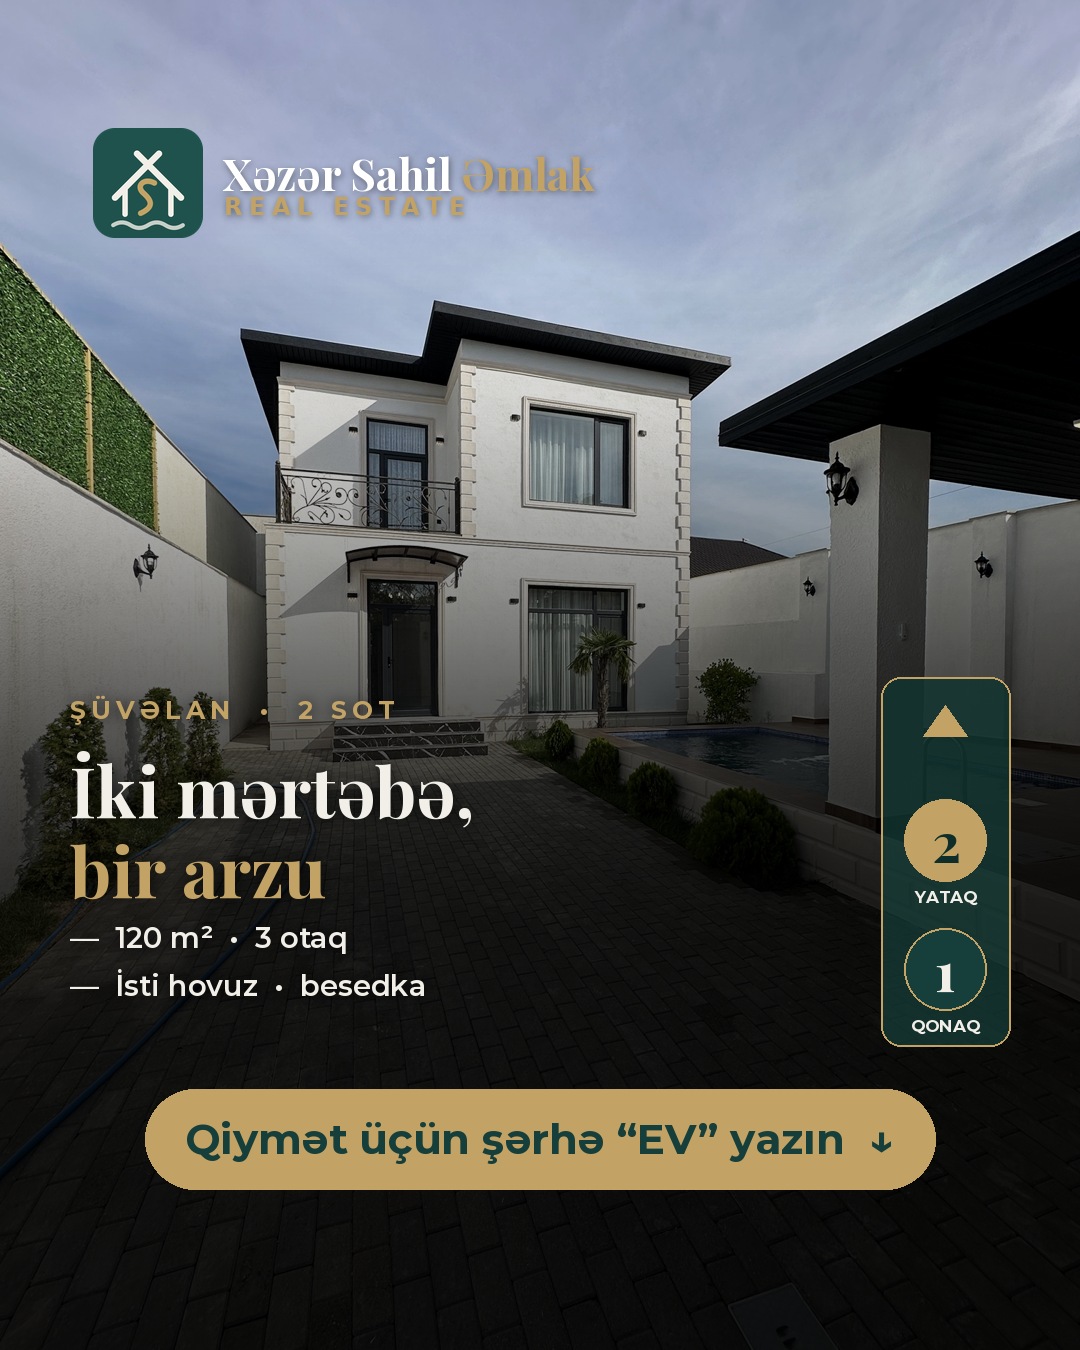 Xəzər Sahil Əmlak
REAL ESTATE
ŞÜVƏLAN • 2 SOT
İki mərtəbə,
bir arzu
— 120 m² • 3 otaq
— İsti hovuz • besedka
2
YATAQ
1
QONAQ
Qiymət üçün şərhə “EV” yazın ↓